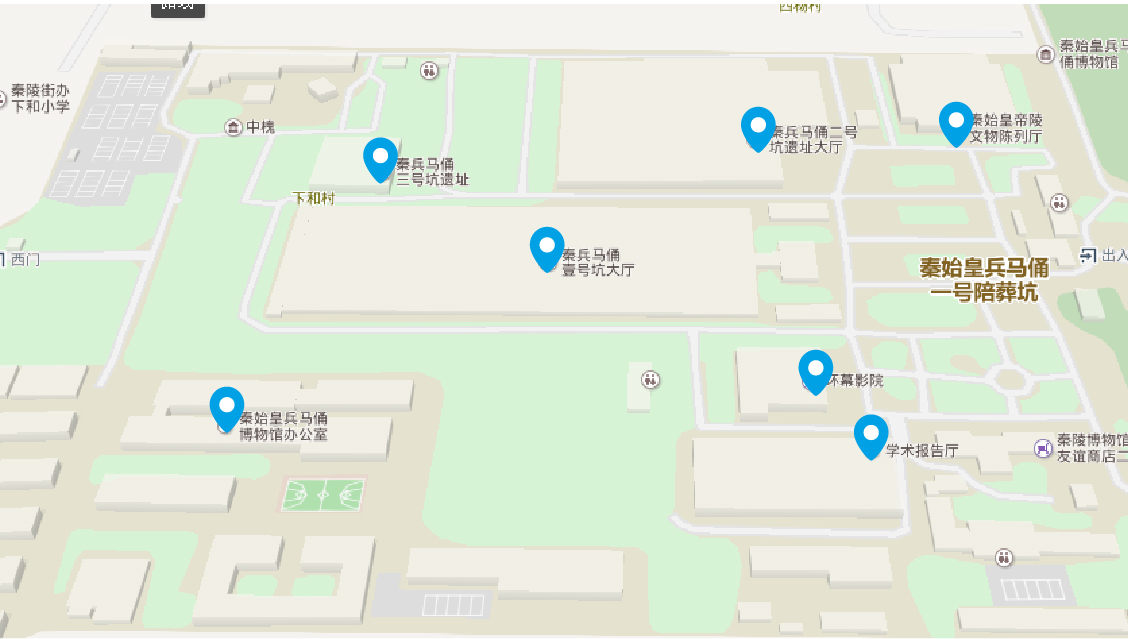 四杨村
秦始皇兵马
俑博物馆
秦陵街办
下和小学
中槐
秦兵马俑二号
坑遗址大厅
秦始皇帝陵
文物陈列厅
秦兵马俑
三号坑遗址
下和村
秦兵马俑
壹号坑大厅
西门
出入
秦始皇兵马俑
一号陪葬坑
环幕影院
秦始皇兵马俑
博物馆办公室
学术报告厅
秦陵博物馆
友谊商店二